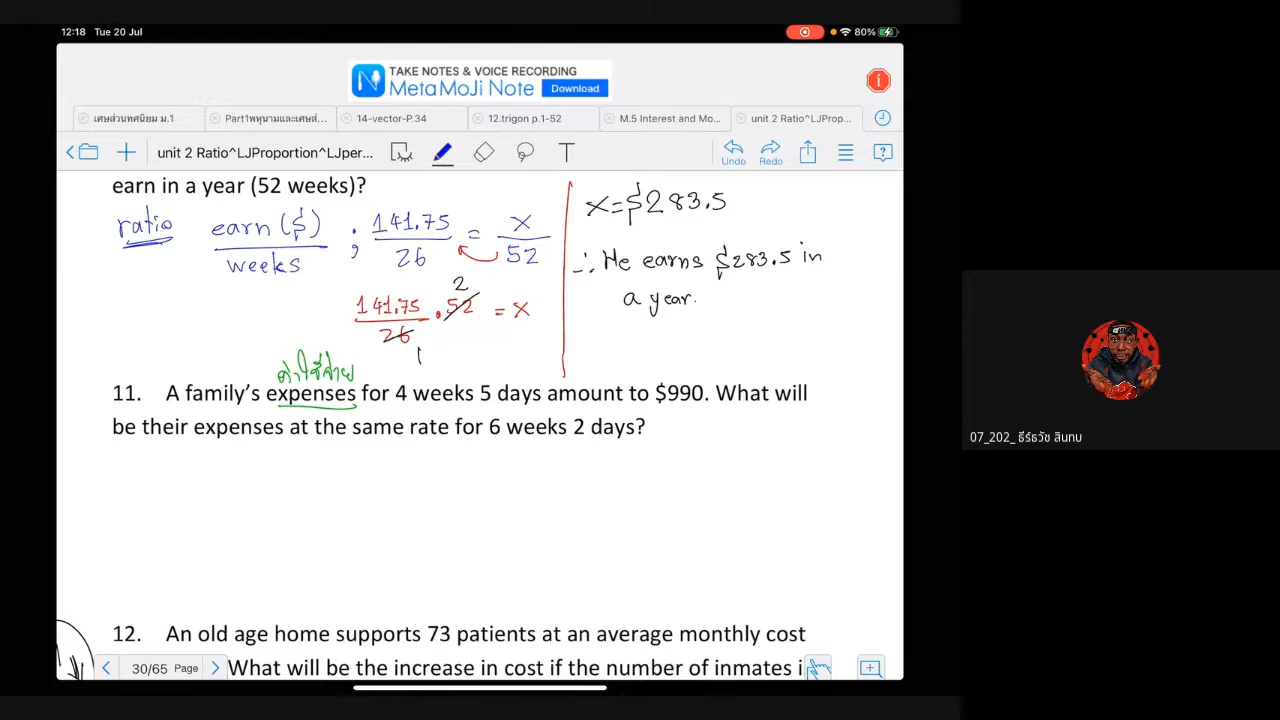 12:18 Tue 20 Jul
80%
TAKE NOTES & VOICE RECORDING
MetaMoJi Note Download
เศษส่วนทศนิยม ม.1
Part1พหุนามและเศษส่...
14-vector-P.34
12.trigon p.1-52
M.5 Interest and Mo...
unit 2 Ratio^LJProp...
unit 2 Ratio^LJProportion^LJper...
T
Undo
Redo
earn in a year (52 weeks)?
ratio earn ($) / weeks ; 141.75 / 26 = x / 52
141.75 / 26 . 52 = x
2
1
x = $283.5
∴ He earns $283.5 in
a year.
ค่าใช้จ่าย
11. A family's expenses for 4 weeks 5 days amount to $990. What will
be their expenses at the same rate for 6 weeks 2 days?
12. An old age home supports 73 patients at an average monthly cost
What will be the increase in cost if the number of inmates i
30/65 Page
07_202_ ธีร์ธวัช สินทบ